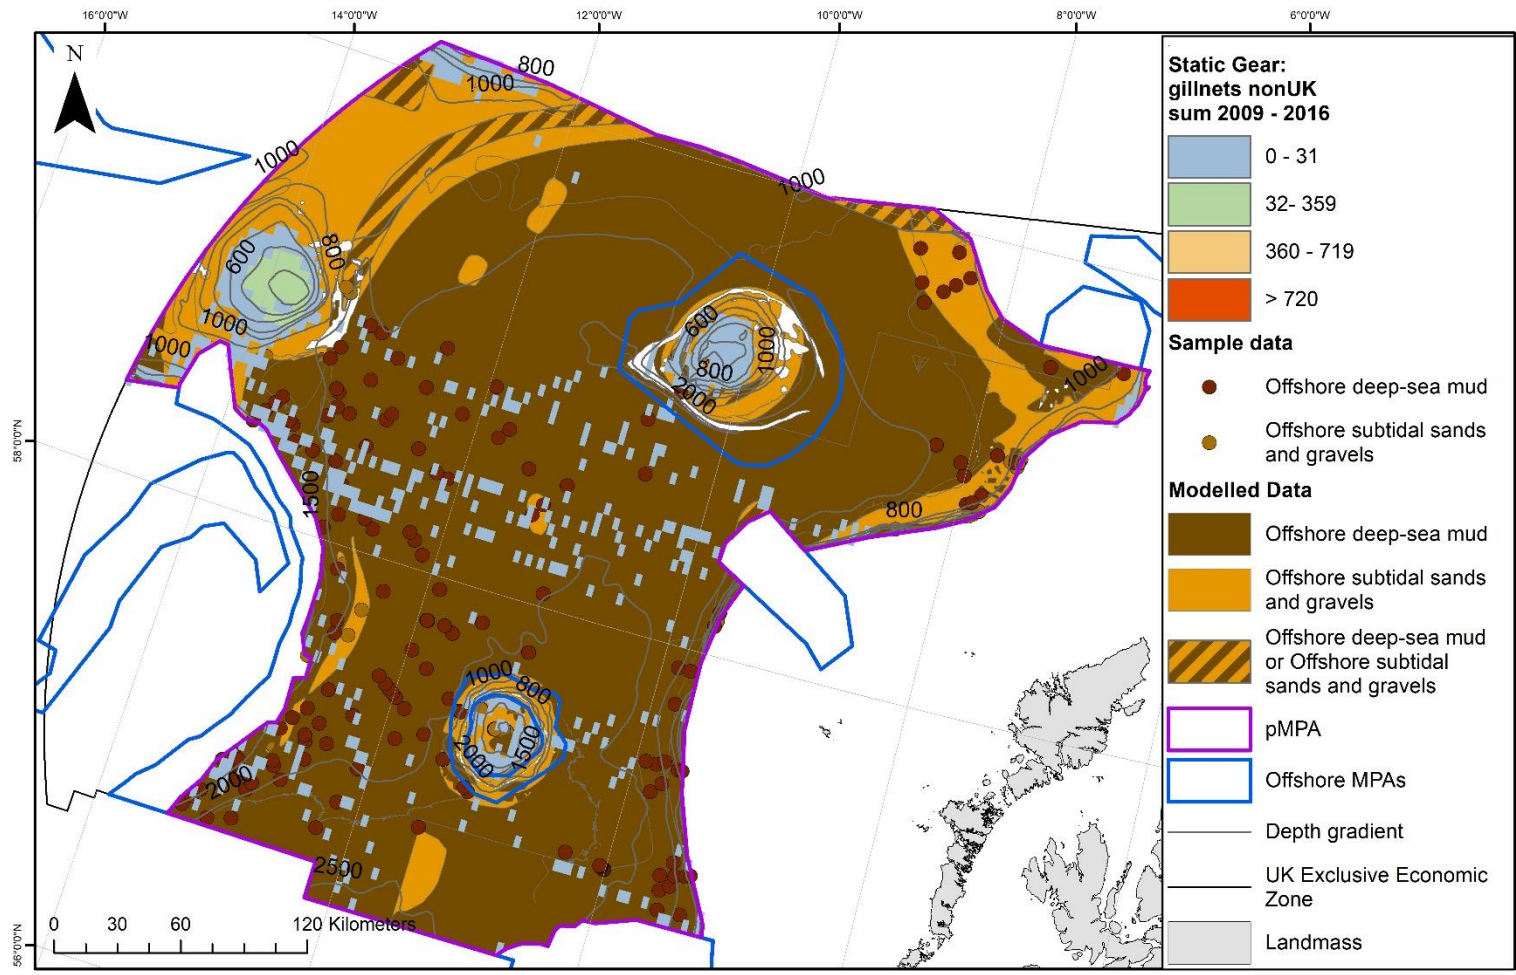 16°0'0"W 14°0'0"W 12°0'0"W 10°0'0"W 8°0'0"W 6°0'0"W
N
800
1000
1000
1000
600
800
1000
1000
600
1000
800
2000
1000
58°0'0"N
1500
800
1000
800
2000
1500
2000
2500
0 30 60 120 Kilometers
56°0'0"N
Static Gear:
gillnets nonUK
sum 2009 - 2016
0 - 31
32- 359
360 - 719
> 720
Sample data
Offshore deep-sea mud
Offshore subtidal sands
and gravels
Modelled Data
Offshore deep-sea mud
Offshore subtidal sands
and gravels
Offshore deep-sea mud
or Offshore subtidal
sands and gravels
pMPA
Offshore MPAs
Depth gradient
UK Exclusive Economic
Zone
Landmass